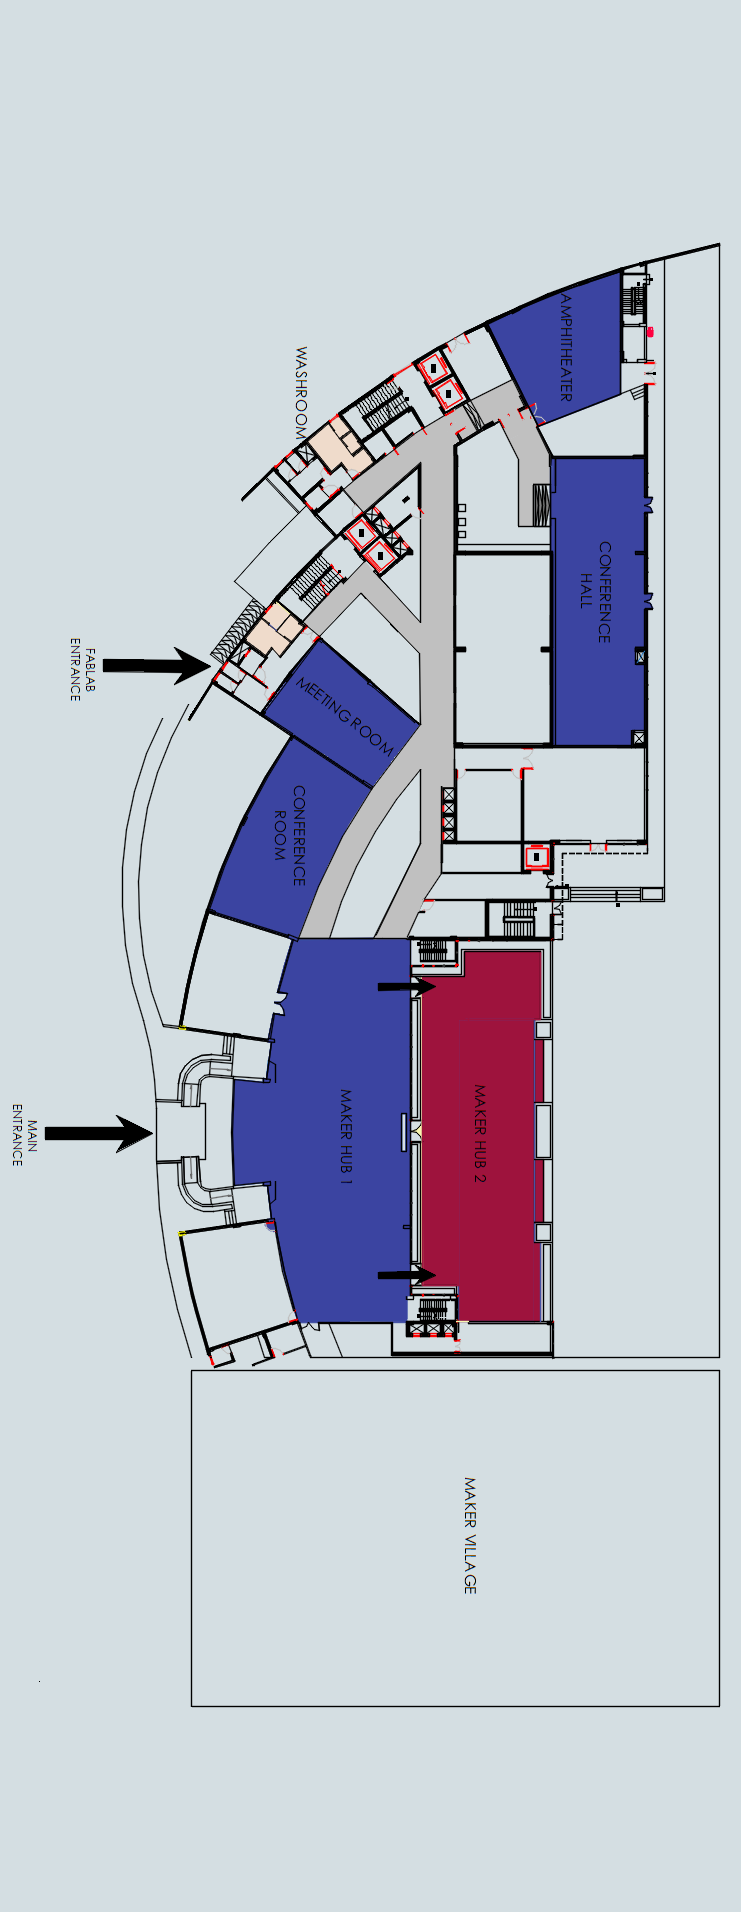 AMPHITHEATER
WASHROOM
CONFERENCE
HALL
FABLAB
ENTRANCE
MEETING ROOM
CONFERENCE
ROOM
MAIN
ENTRANCE
MAKER HUB 1
MAKER HUB 2
MAKER VILLAGE